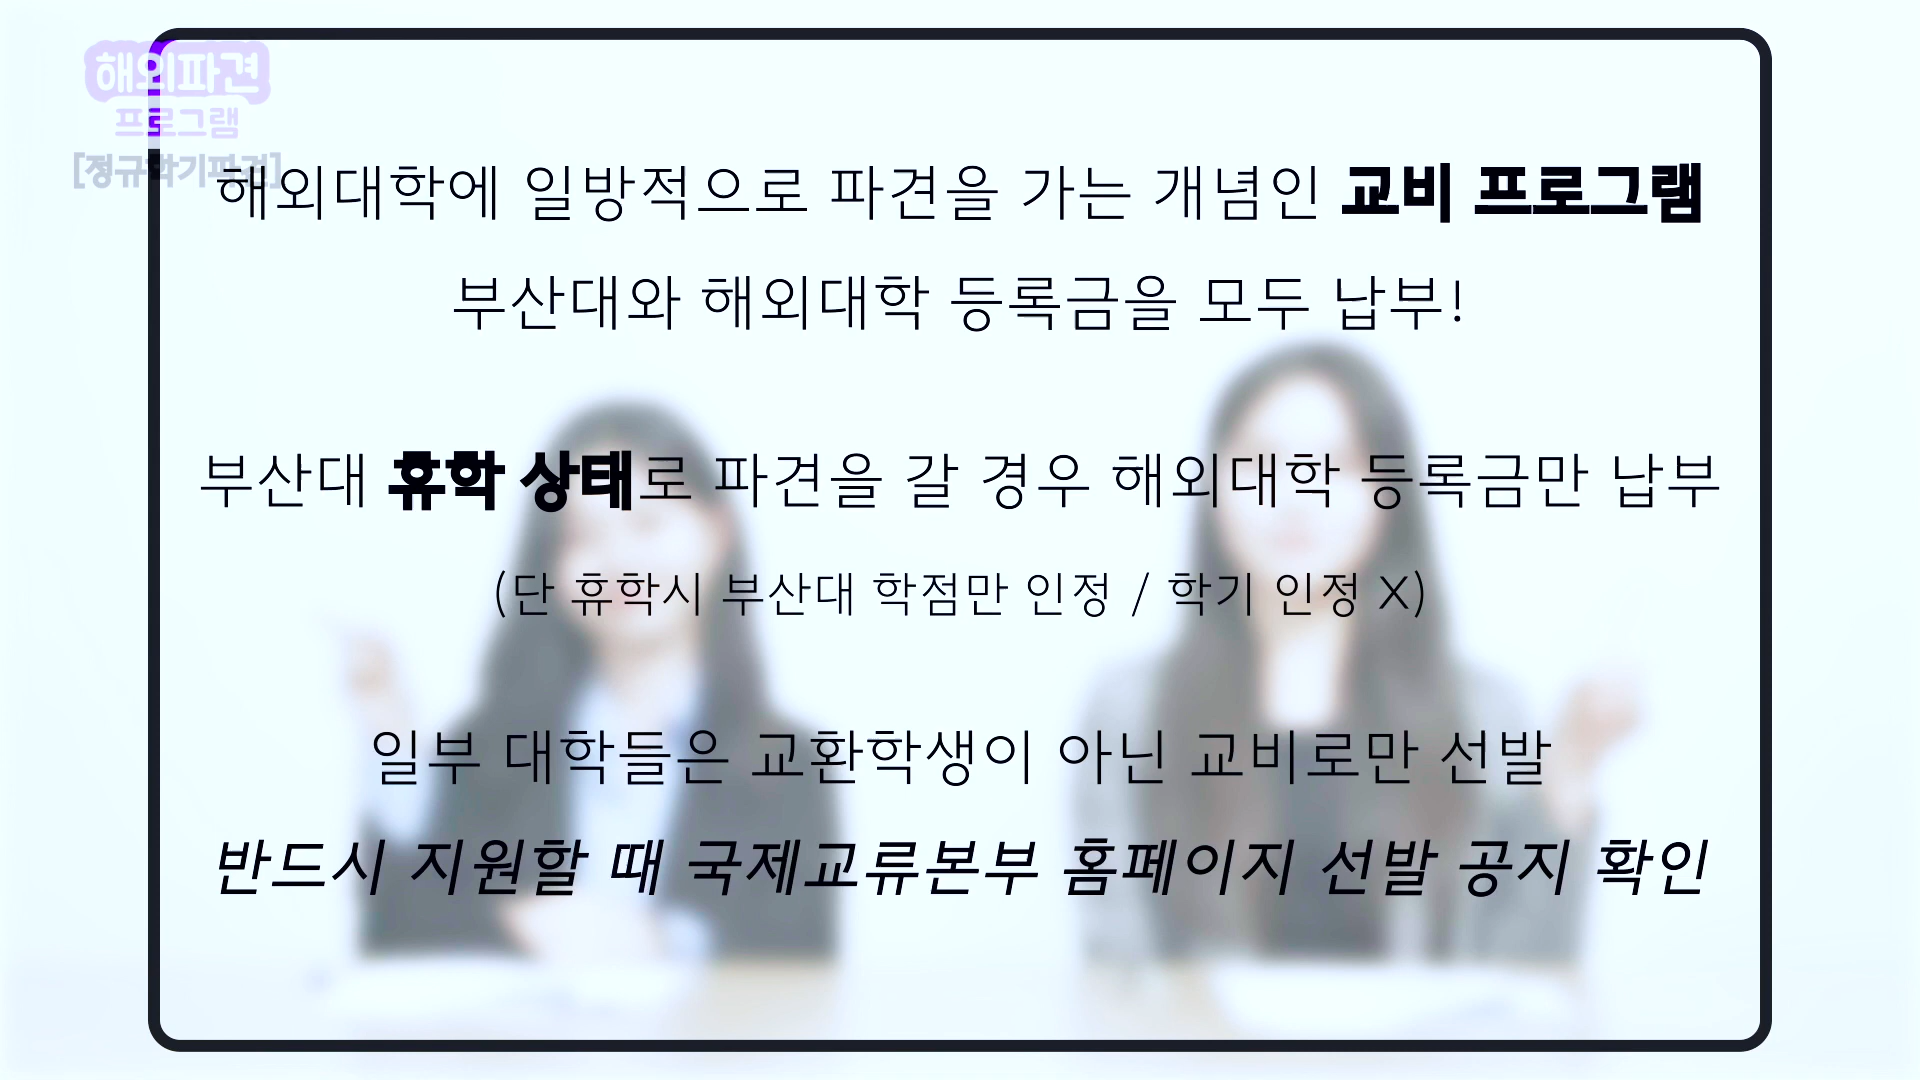 해외파견
프로그램
[정규학기파견]
해외대학에 일방적으로 파견을 가는 개념인 교비 프로그램
부산대와 해외대학 등록금을 모두 납부!
부산대 휴학 상태로 파견을 갈 경우 해외대학 등록금만 납부
(단 휴학시 부산대 학점만 인정 / 학기 인정 X)
일부 대학들은 교환학생이 아닌 교비로만 선발
반드시 지원할 때 국제교류본부 홈페이지 선발 공지 확인